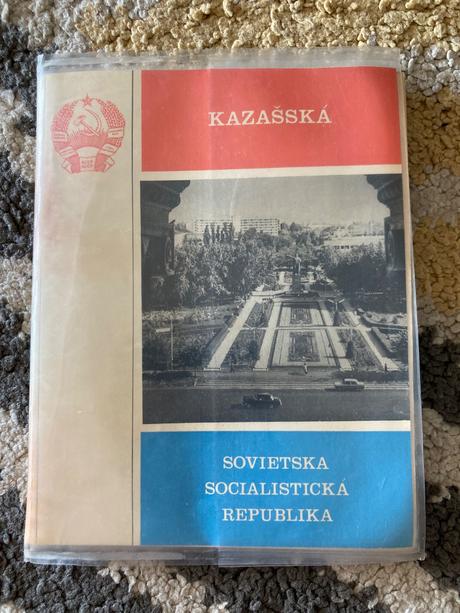 KAZAŠSKÁ
SOVIETSKA
SOCIALISTICKÁ
REPUBLIKA